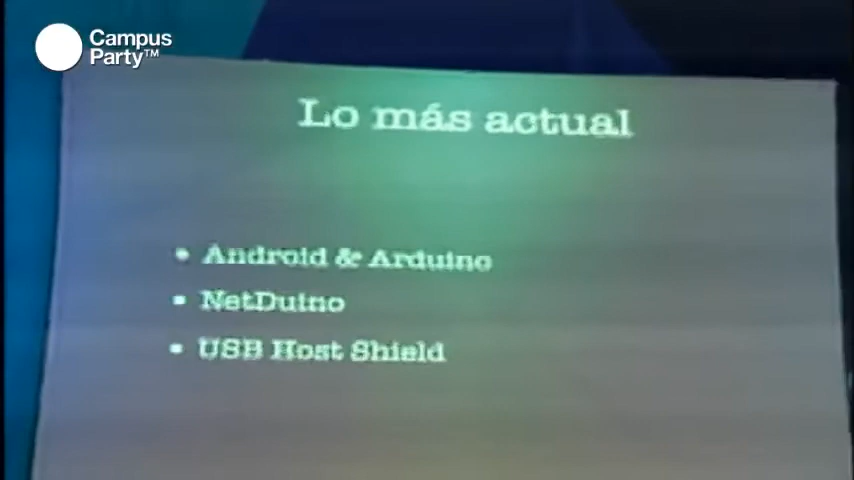 Campus
Party™
Lo más actual
• Android & Arduino
• NetDuino
• USB Host Shield